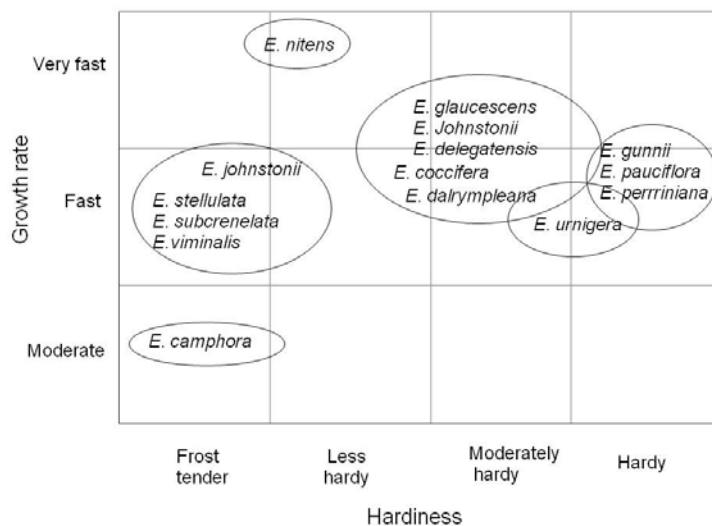 Growth rate
Very fast
Fast
Moderate
E. nitens
E. glaucescens
E. Johnstonii
E. delegatensis
E. coccifera
E. dalrympleana
E. gunnii
E. pauciflora
E. perrriniana
E. urnigera
E. johnstonii
E. stellulata
E. subcrenelata
E.viminalis
E. camphora
Frost
tender
Less
hardy
Moderately
hardy
Hardy
Hardiness